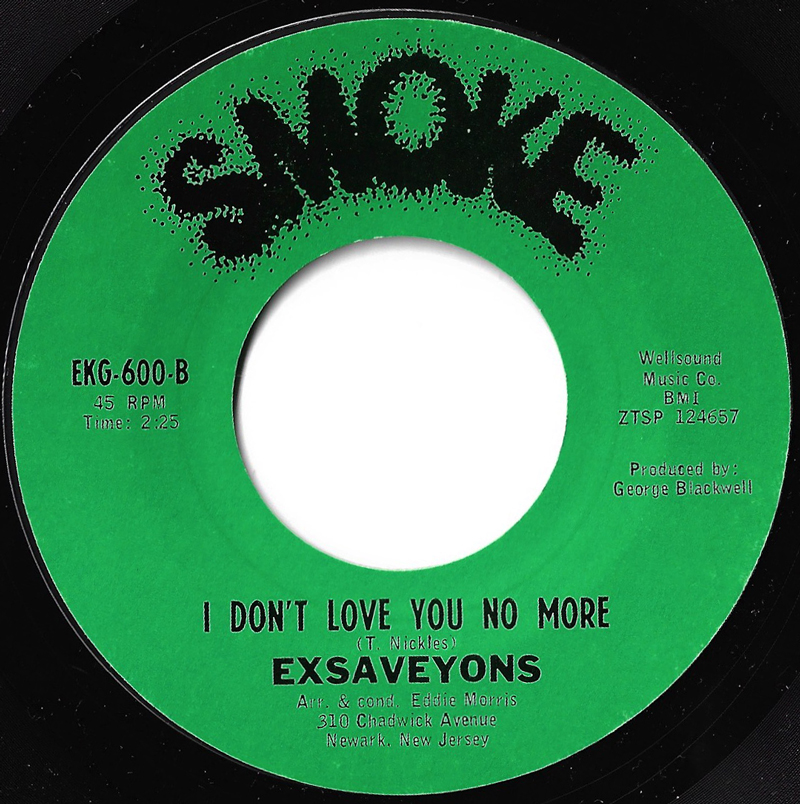 SMOKE
EKG-600-B
45 RPM
Time: 2:25
Wellsound
Music Co.
BMI
ZTSP 124657
Produced by:
George Blackwell
I DON'T LOVE YOU NO MORE
(T. Nickles)
EXSAVEYONS
Arr. & cond. Eddie Morris
310 Chadwick Avenue
Newark, New Jersey